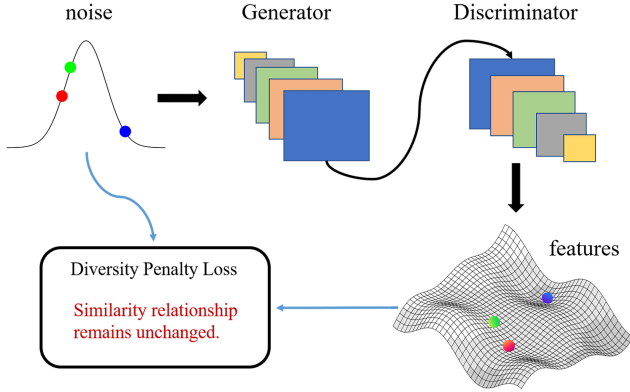 noise
Generator
Discriminator
features
Diversity Penalty Loss
Similarity relationship
remains unchanged.